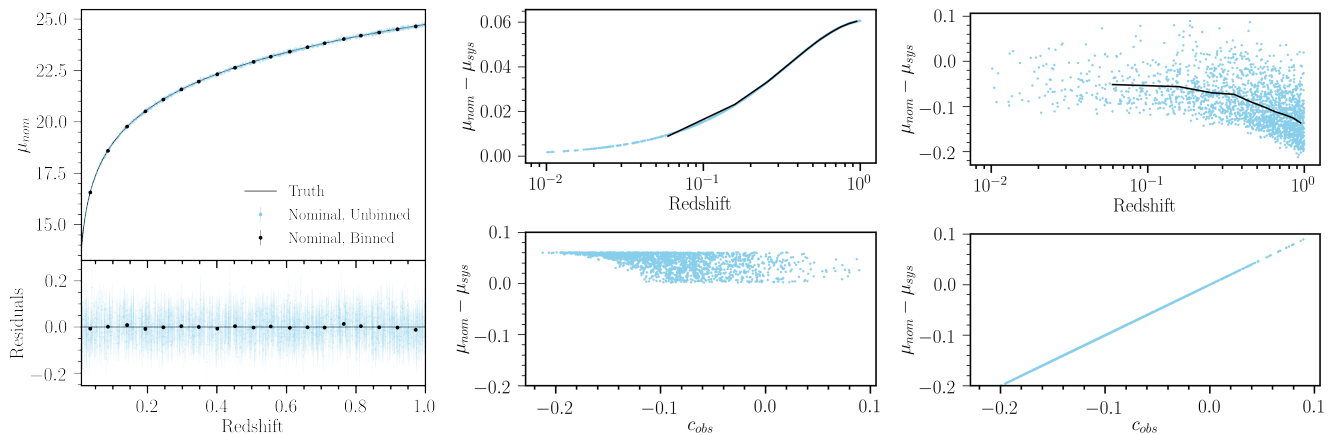 25.0
22.5
20.0
17.5
15.0
μ_nom
Truth
Nominal, Unbinned
Nominal, Binned
0.2
0.0
−0.2
Residuals
0.2 0.4 0.6 0.8 1.0
Redshift
0.06
0.04
0.02
0.00
μ_nom − μ_sys
10⁻² 10⁻¹ 10⁰
Redshift
0.1
0.0
−0.1
−0.2
μ_nom − μ_sys
10⁻² 10⁻¹ 10⁰
Redshift
0.1
0.0
−0.1
−0.2
μ_nom − μ_sys
−0.2 −0.1 0.0 0.1
c_obs
0.1
0.0
−0.1
−0.2
μ_nom − μ_sys
−0.2 −0.1 0.0 0.1
c_obs